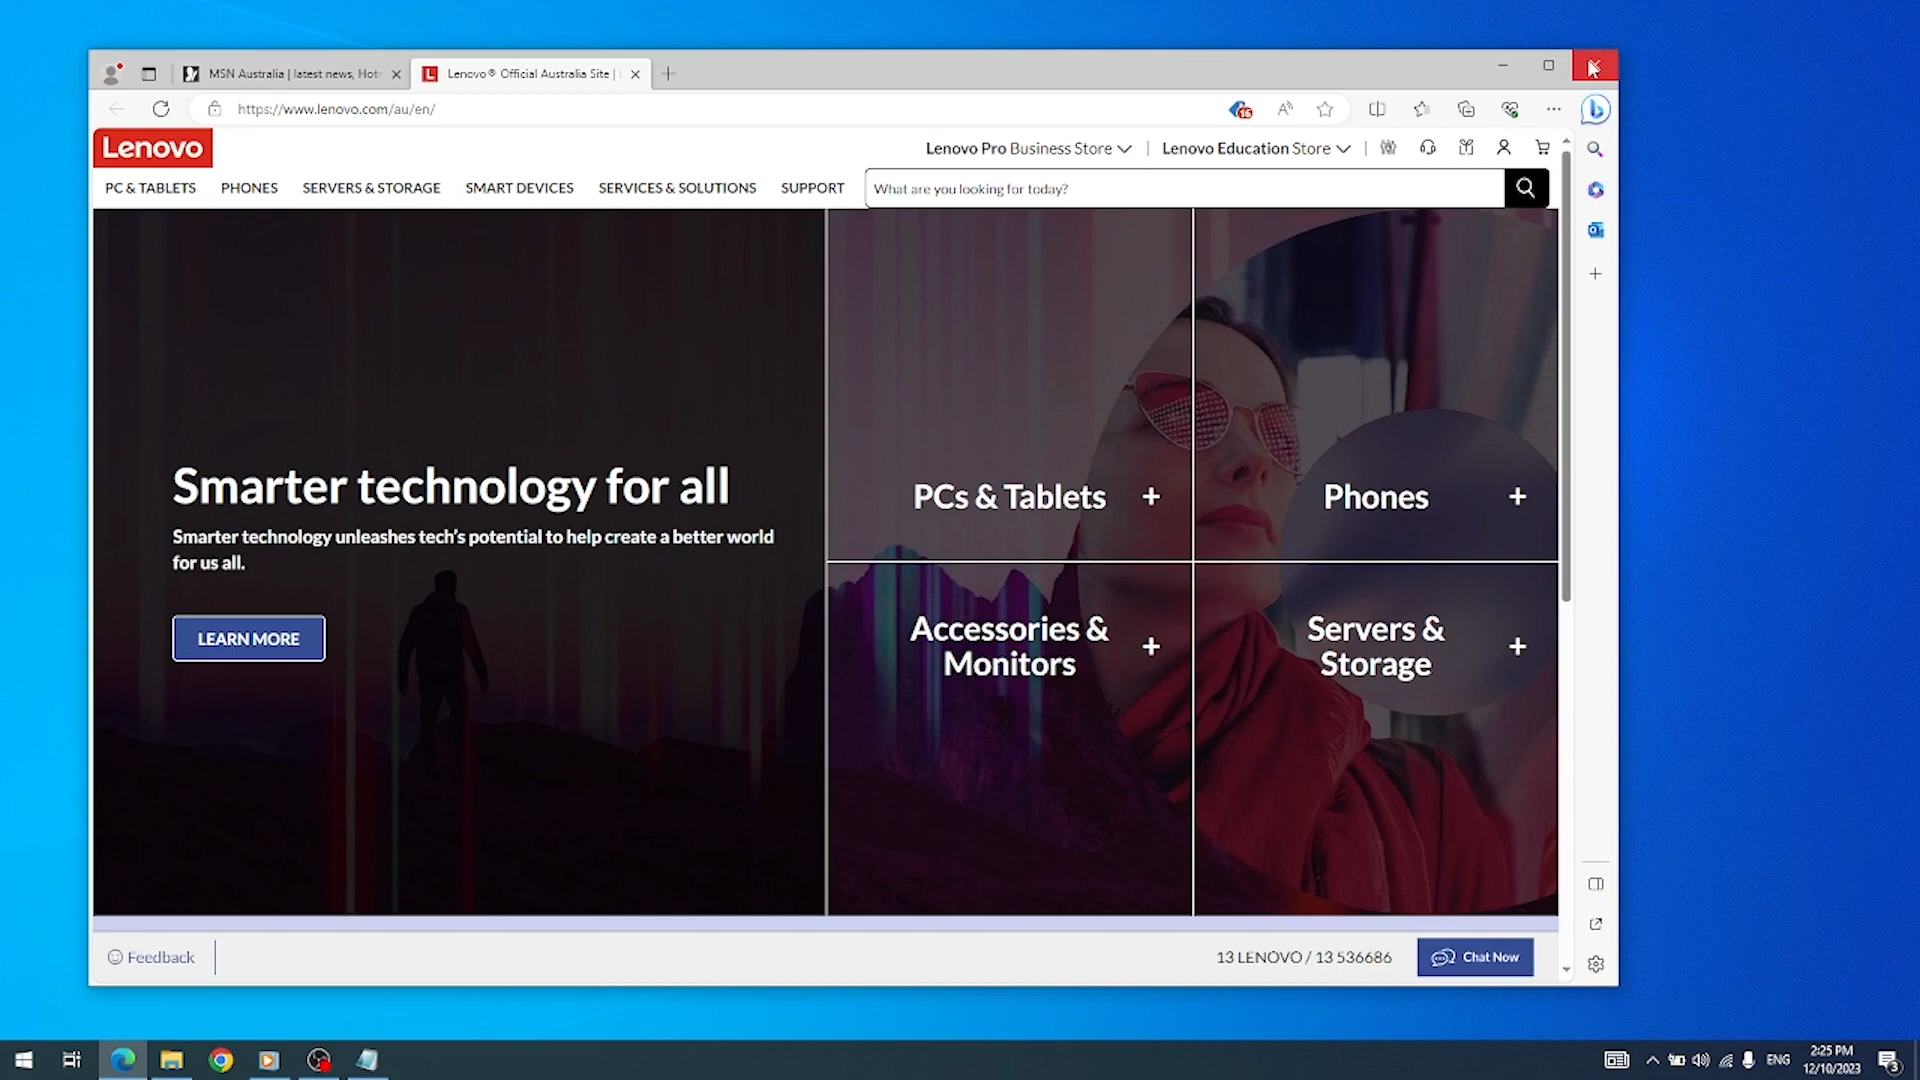 MSN Australia | latest news, Hot
Lenovo® Official Australia Site |
https://www.lenovo.com/au/en/
16
Lenovo
Lenovo Pro Business Store
Lenovo Education Store
PC & TABLETS
PHONES
SERVERS & STORAGE
SMART DEVICES
SERVICES & SOLUTIONS
SUPPORT
What are you looking for today?
Smarter technology for all
Smarter technology unleashes tech's potential to help create a better world
for us all.
LEARN MORE
PCs & Tablets +
Phones +
Accessories &
Monitors +
Servers &
Storage +
Feedback
13 LENOVO / 13 536686
Chat Now
ENG
2:25 PM
12/10/2023
3